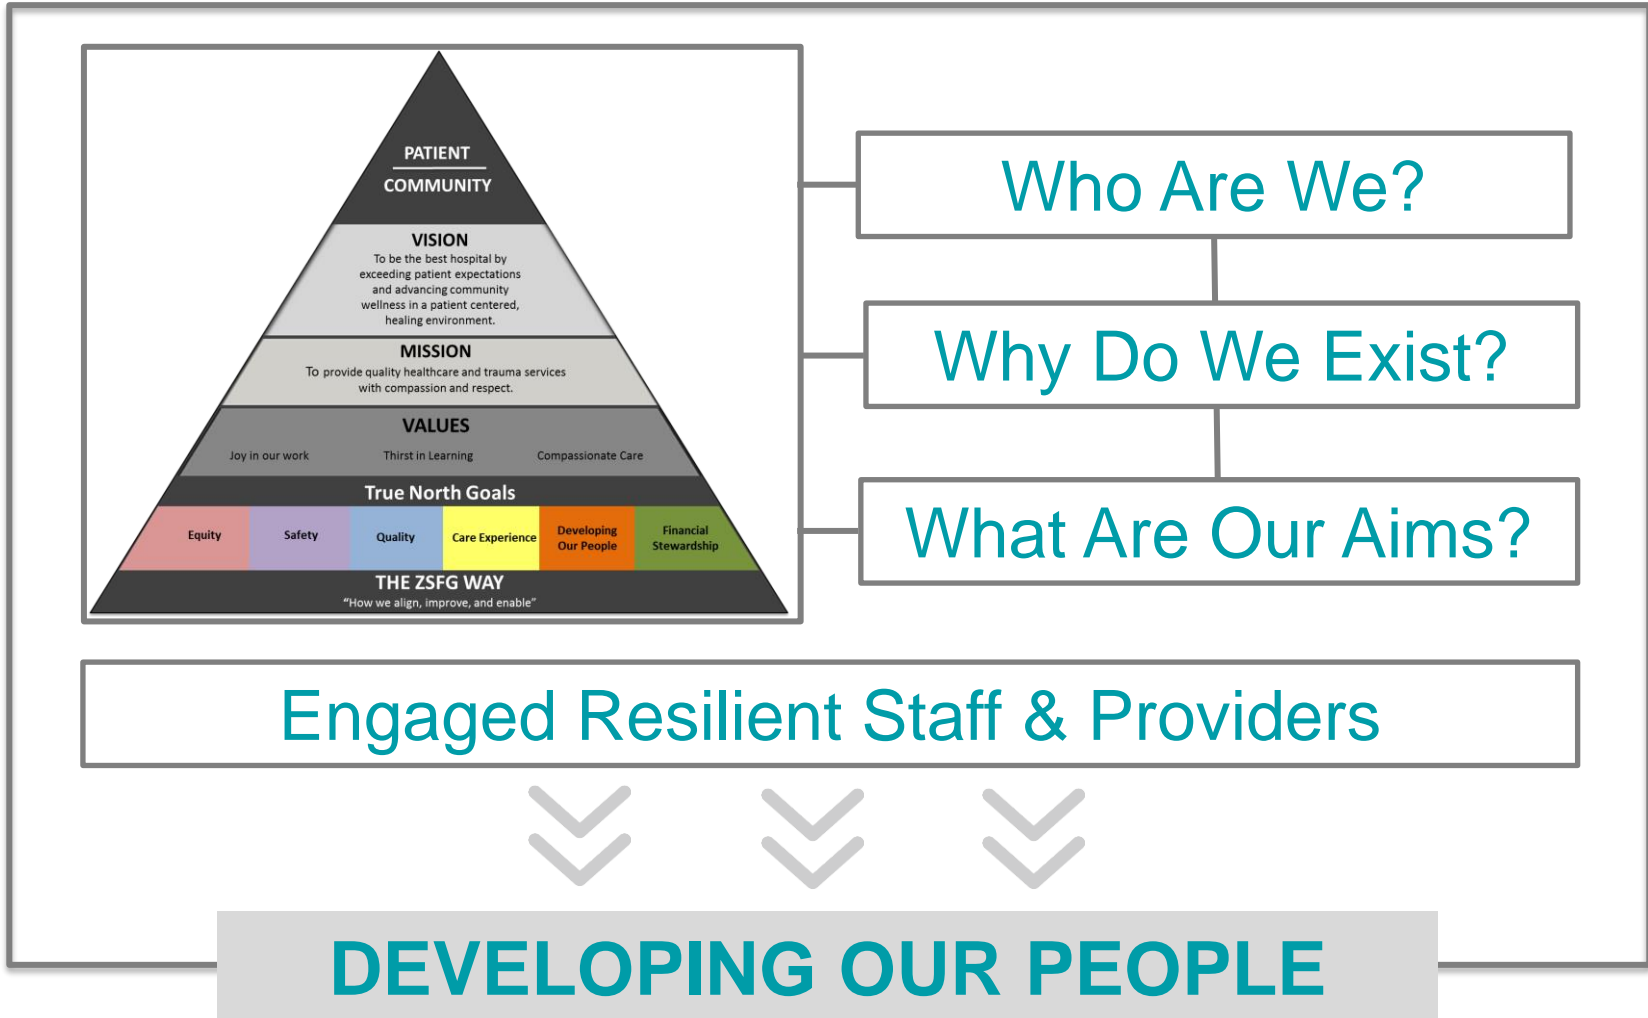 PATIENT
COMMUNITY
VISION
To be the best hospital by
exceeding patient expectations
and advancing community
wellness in a patient centered,
healing environment.
MISSION
To provide quality healthcare and trauma services
with compassion and respect.
VALUES
Joy in our work Thirst in Learning Compassionate Care
True North Goals
Equity Safety Quality Care Experience Developing Our People Financial Stewardship
THE ZSFG WAY
"How we align, improve, and enable"
Who Are We?
Why Do We Exist?
What Are Our Aims?
Engaged Resilient Staff & Providers
DEVELOPING OUR PEOPLE